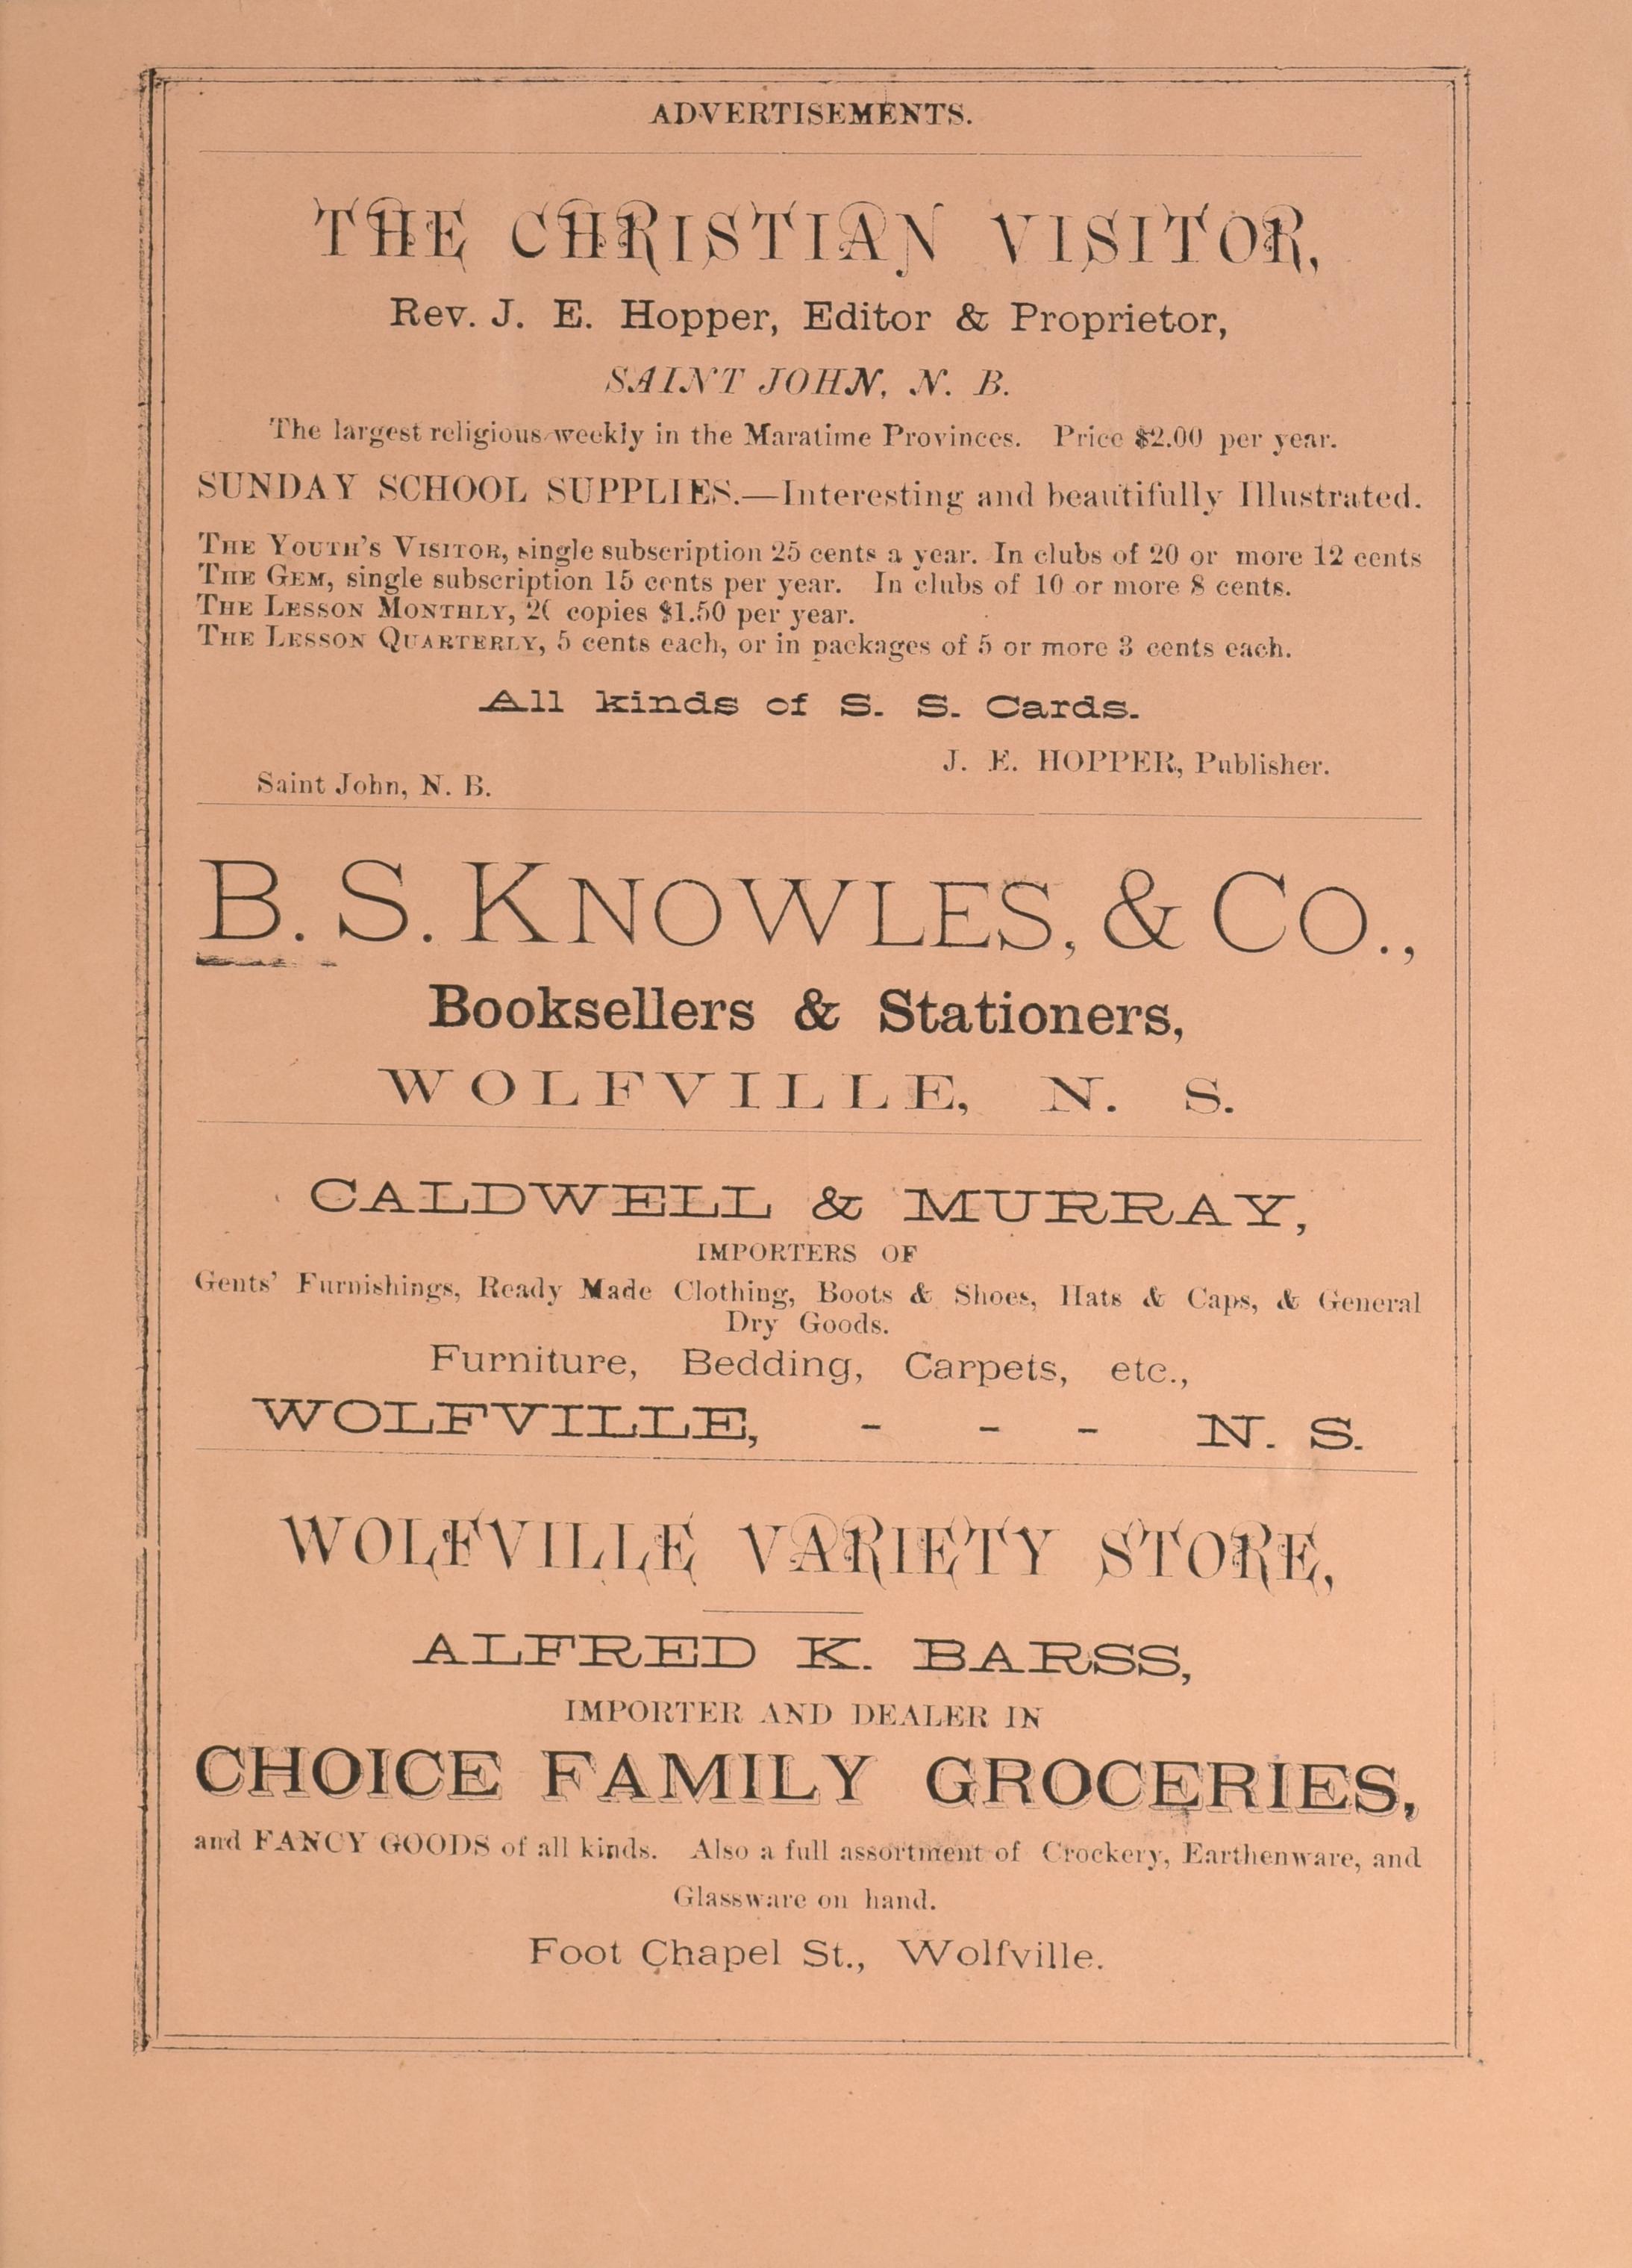 ADVERTISEMENTS.
THE CHRISTIAN VISITOR,
Rev. J. E. Hopper, Editor & Proprietor,
SAINT JOHN, N. B.
The largest religious weekly in the Maratime Provinces. Price $2.00 per year.
SUNDAY SCHOOL SUPPLIES.—Interesting and beautifully Illustrated.
THE YOUTH'S VISITOR, single subscription 25 cents a year. In clubs of 20 or more 12 cents
THE GEM, single subscription 15 cents per year. In clubs of 10 or more 8 cents.
THE LESSON MONTHLY, 20 copies $1.50 per year.
THE LESSON QUARTERLY, 5 cents each, or in packages of 5 or more 3 cents each.
All kinds of S. S. Cards.
J. E. HOPPER, Publisher.
Saint John, N. B.
B. S. KNOWLES, & CO.,
Booksellers & Stationers,
WOLFVILLE, N. S.
CALDWELL & MURRAY,
IMPORTERS OF
Gents' Furnishings, Ready Made Clothing, Boots & Shoes, Hats & Caps, & General
Dry Goods.
Furniture, Bedding, Carpets, etc.,
WOLFVILLE, - - - N. S.
WOLFVILLE VARIETY STORE,
ALFRED K. BARSS,
IMPORTER AND DEALER IN
CHOICE FAMILY GROCERIES,
and FANCY GOODS of all kinds. Also a full assortment of Crockery, Earthenware, and
Glassware on hand.
Foot Chapel St., Wolfville.